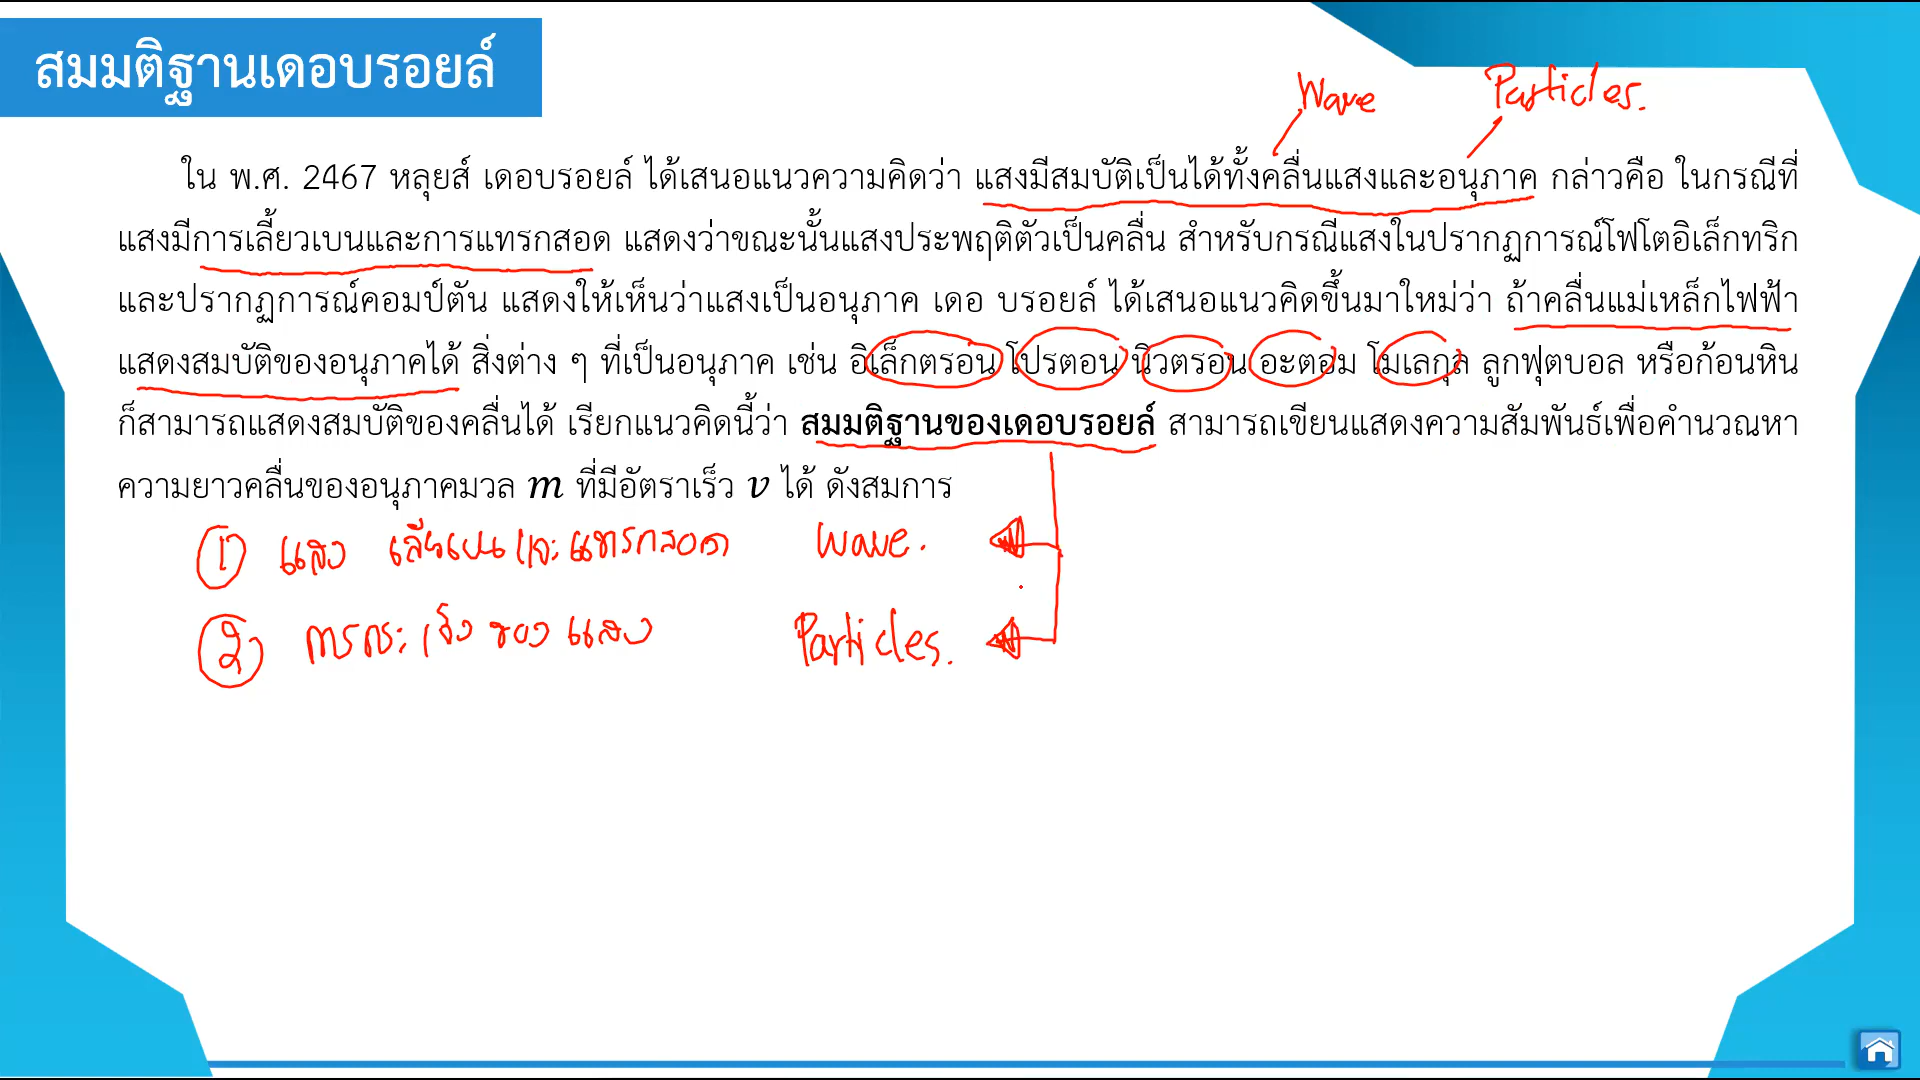 สมมติฐานเดอบรอยล์
Wave Particles.
ใน พ.ศ. 2467 หลุยส์ เดอบรอยล์ ได้เสนอแนวความคิดว่า แสงมีสมบัติเป็นได้ทั้งคลื่นแสงและอนุภาค กล่าวคือ ในกรณีที่
แสงมีการเลี้ยวเบนและการแทรกสอด แสดงว่าขณะนั้นแสงประพฤติตัวเป็นคลื่น สำหรับกรณีแสงในปรากฏการณ์โฟโตอิเล็กทริก
และปรากฏการณ์คอมป์ตัน แสดงให้เห็นว่าแสงเป็นอนุภาค เดอ บรอยล์ ได้เสนอแนวคิดขึ้นมาใหม่ว่า ถ้าคลื่นแม่เหล็กไฟฟ้า
แสดงสมบัติของอนุภาคได้ สิ่งต่าง ๆ ที่เป็นอนุภาค เช่น อิเล็กตรอน โปรตอน นิวตรอน อะตอม โมเลกุล ลูกฟุตบอล หรือก้อนหิน
ก็สามารถแสดงสมบัติของคลื่นได้ เรียกแนวคิดนี้ว่า สมมติฐานของเดอบรอยล์ สามารถเขียนแสดงความสัมพันธ์เพื่อคำนวณหา
ความยาวคลื่นของอนุภาคมวล m ที่มีอัตราเร็ว v ได้ ดังสมการ
1 แสง เลี้ยวเบนและแทรกสอด Wave.
2 การกระเจิง ของ แสง Particles.